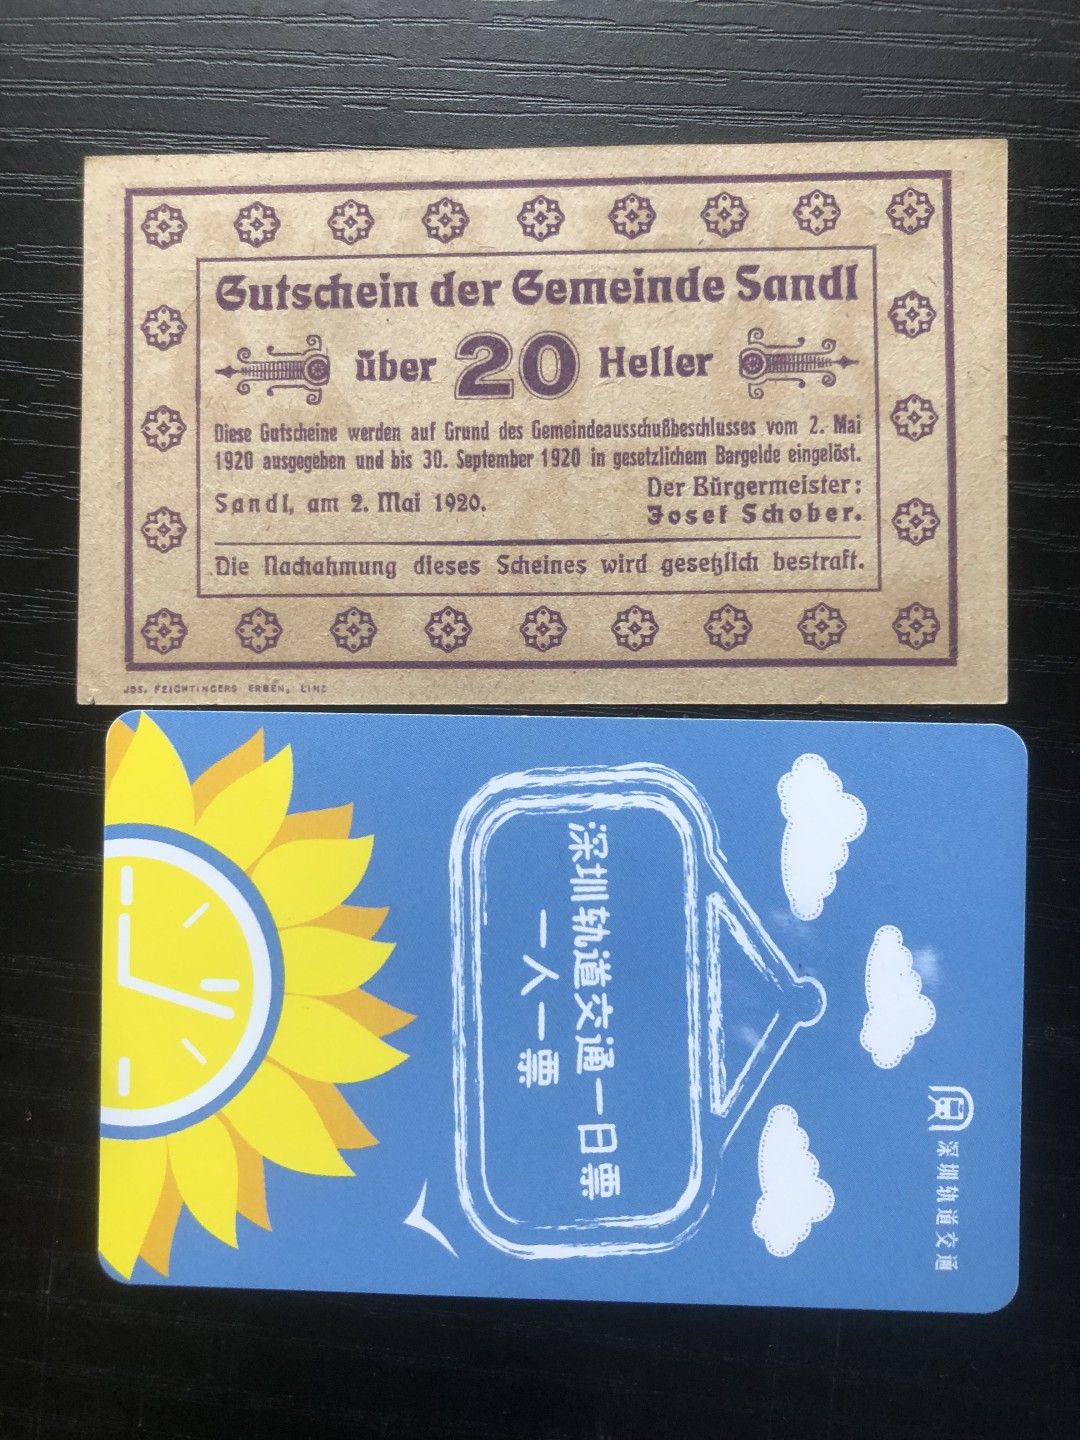 Gutschein der Gemeinde Sandl
über 20 Heller
Diese Gutscheine werden auf Grund des Gemeindeausschußbeschlusses vom 2. Mai
1920 ausgegeben und bis 30. September 1920 in gesetzlichem Bargelde eingelöst.
Sandl, am 2. Mai 1920.
Der Bürgermeister:
Josef Schober.
Die Nachahmung dieses Scheines wird gesetzlich bestraft.
JOS. FEICHTINGERS ERBEN, LINZ
深圳轨道交通
深圳轨道交通一日票
一人一票